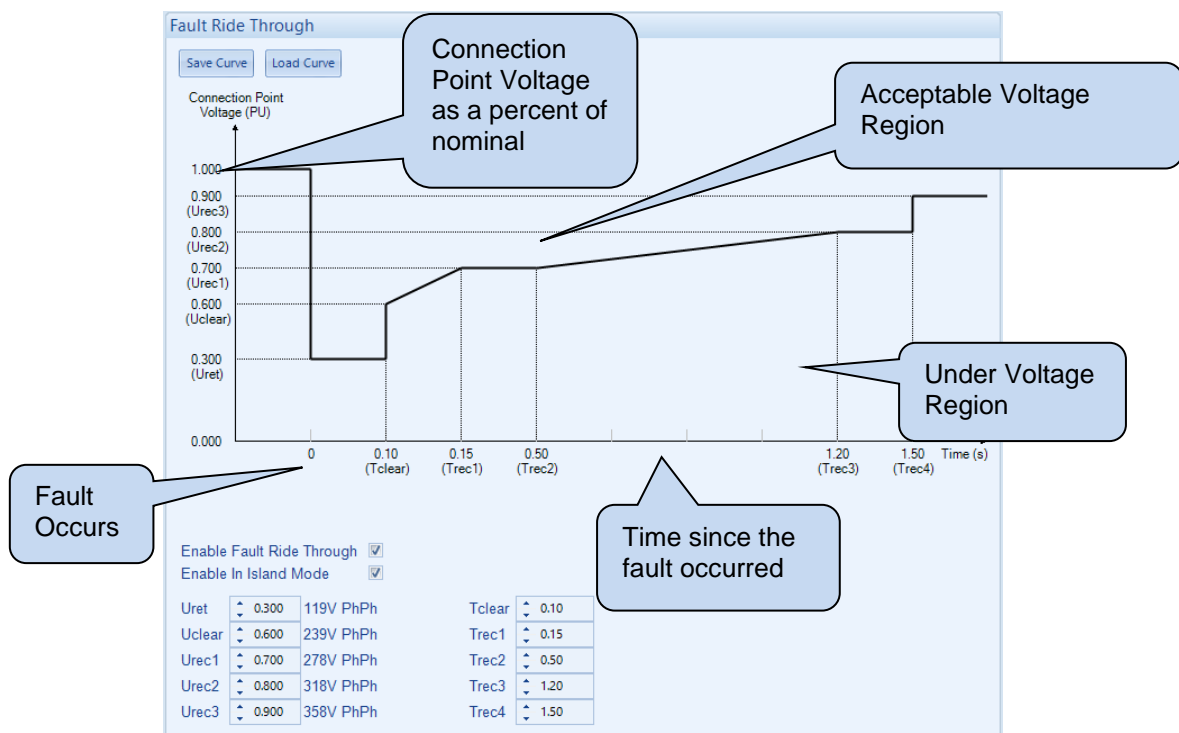 Fault Ride Through
Save Curve
Load Curve
Connection Point
Voltage (PU)
Connection
Point Voltage
as a percent of
nominal
Acceptable Voltage
Region
1.000
0.900
(Urec3)
0.800
(Urec2)
0.700
(Urec1)
0.600
(Uclear)
0.300
(Uret)
0.000
Under Voltage
Region
0
0.10
(Tclear)
0.15
(Trec1)
0.50
(Trec2)
1.20
(Trec3)
1.50
(Trec4)
Time (s)
Fault
Occurs
Time since the
fault occurred
Enable Fault Ride Through
Enable In Island Mode
Uret 0.300 119V PhPh Tclear 0.10
Uclear 0.600 239V PhPh Trec1 0.15
Urec1 0.700 278V PhPh Trec2 0.50
Urec2 0.800 318V PhPh Trec3 1.20
Urec3 0.900 358V PhPh Trec4 1.50